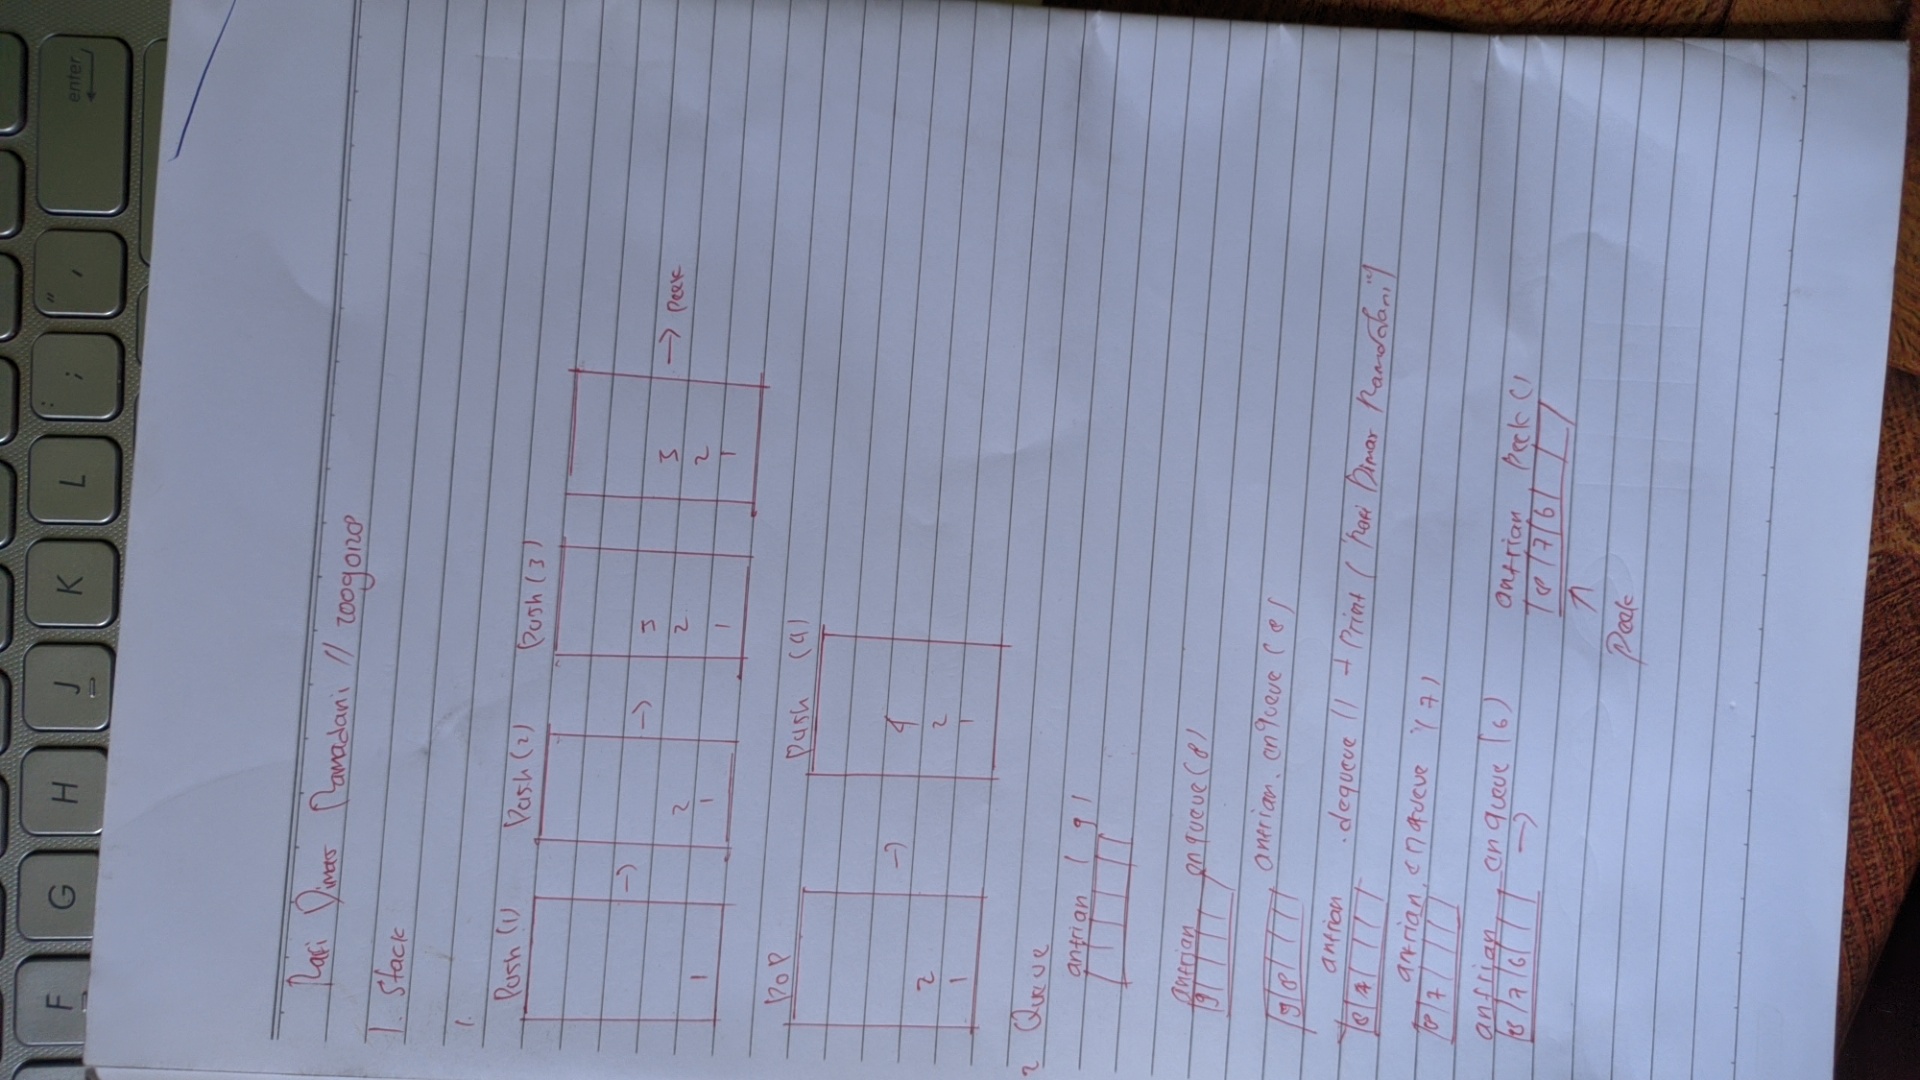 F G H J K L : ; " , enter
Rafi Dimas Ramadani // 20090120
1. Stack
1.
Push (1) Push (2) Push (3)
1 → 2 1 → 3 2 1 3 2 1 → Peek
POP Push (4)
2 1 → 4 2 1
2 Queue
antrian ( 9 )
antrian enqueue (8)
9
9 8 antrian. enqueue (8)
antrian .dequeue () + Print ("Rafi Dimas Ramadani")
8 7
antrian. enqueue (7)
8 7
antrian enqueue (6) antrian Peek ()
8 7 6 → 8 7 6
Peek